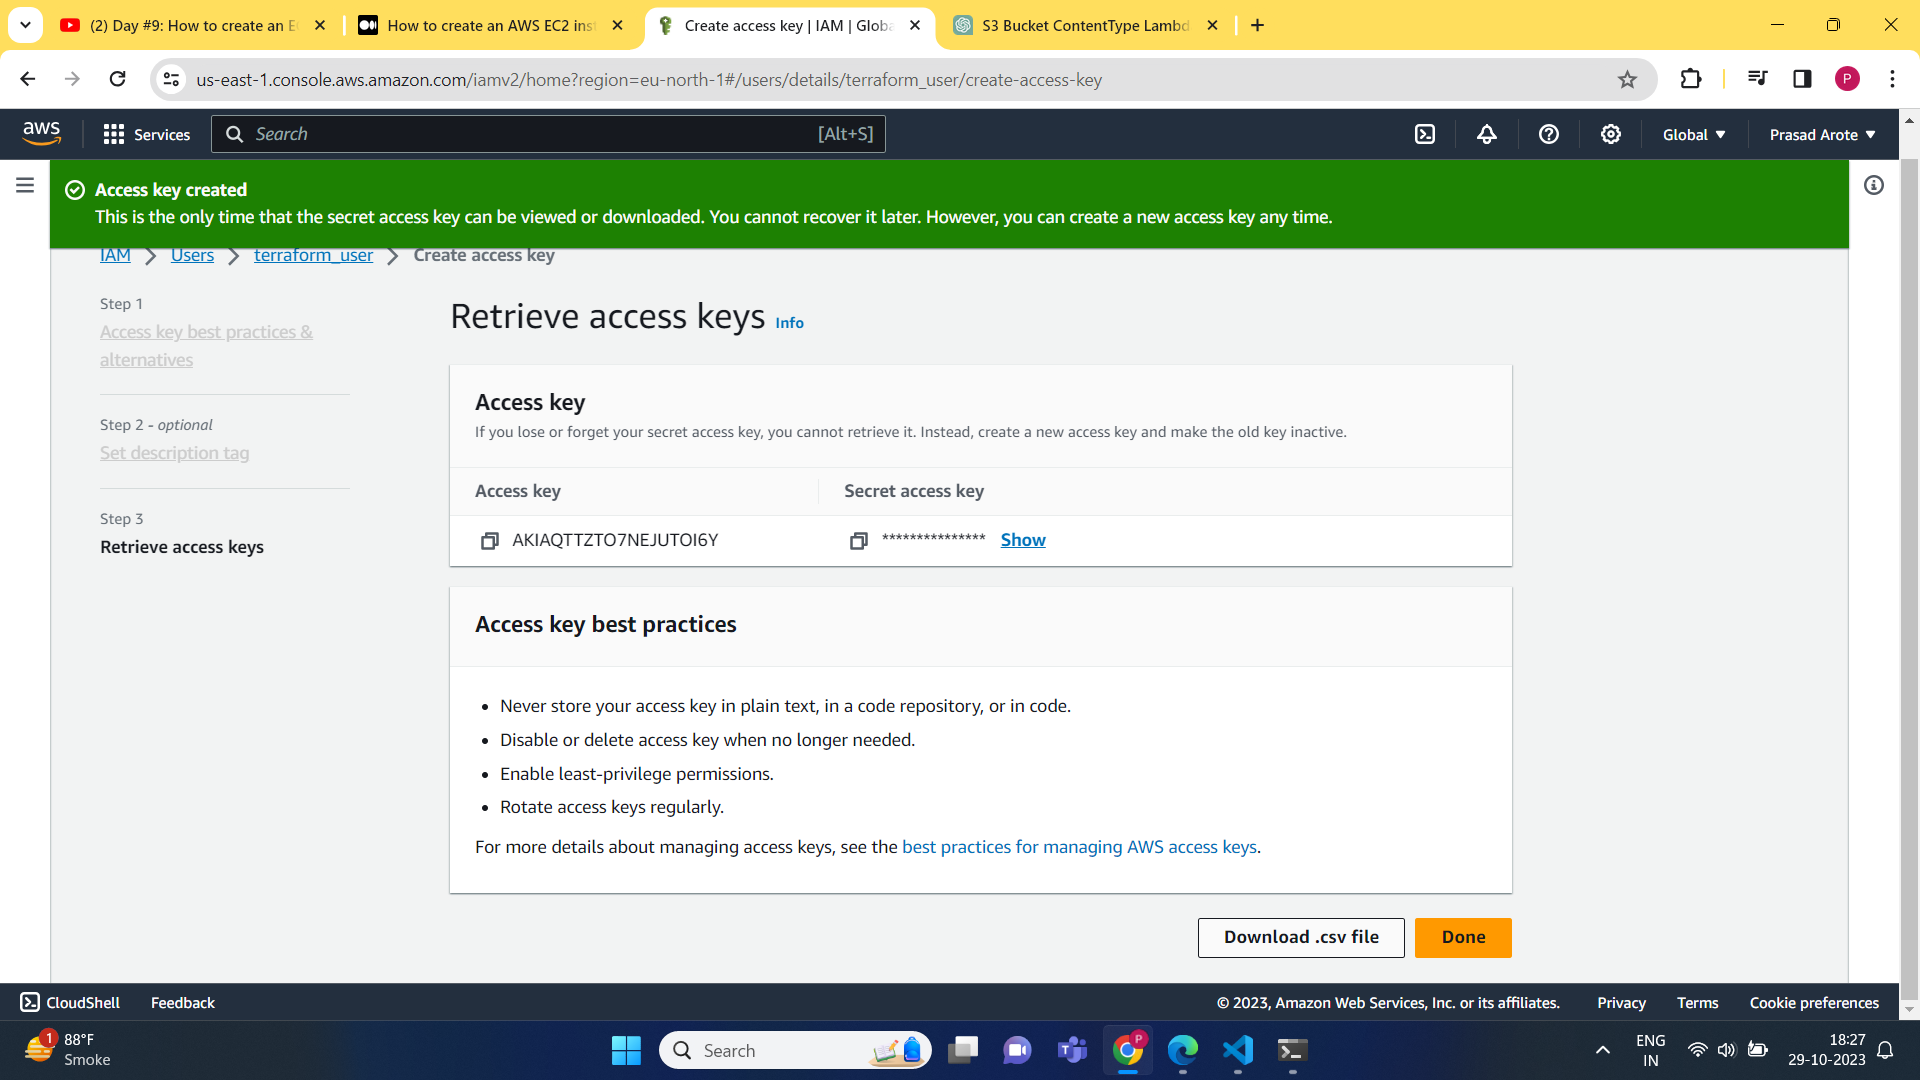 (2) Day #9: How to create an E
How to create an AWS EC2 inst
Create access key | IAM | Globa
S3 Bucket ContentType Lambd
us-east-1.console.aws.amazon.com/iamv2/home?region=eu-north-1#/users/details/terraform_user/create-access-key
P
aws
Services
Search
[Alt+S]
Global
Prasad Arote
Access key created
This is the only time that the secret access key can be viewed or downloaded. You cannot recover it later. However, you can create a new access key any time.
IAM
Users
terraform_user
Create access key
Step 1
Access key best practices &
alternatives
Step 2 - optional
Set description tag
Step 3
Retrieve access keys
Retrieve access keys Info
Access key
If you lose or forget your secret access key, you cannot retrieve it. Instead, create a new access key and make the old key inactive.
Access key
Secret access key
AKIAQTTZTO7NEJUTOI6Y
***************
Show
Access key best practices
• Never store your access key in plain text, in a code repository, or in code.
• Disable or delete access key when no longer needed.
• Enable least-privilege permissions.
• Rotate access keys regularly.
For more details about managing access keys, see the best practices for managing AWS access keys.
Download .csv file
Done
CloudShell
Feedback
© 2023, Amazon Web Services, Inc. or its affiliates.
Privacy
Terms
Cookie preferences
1
88°F
Smoke
Search
P
ENG
IN
18:27
29-10-2023